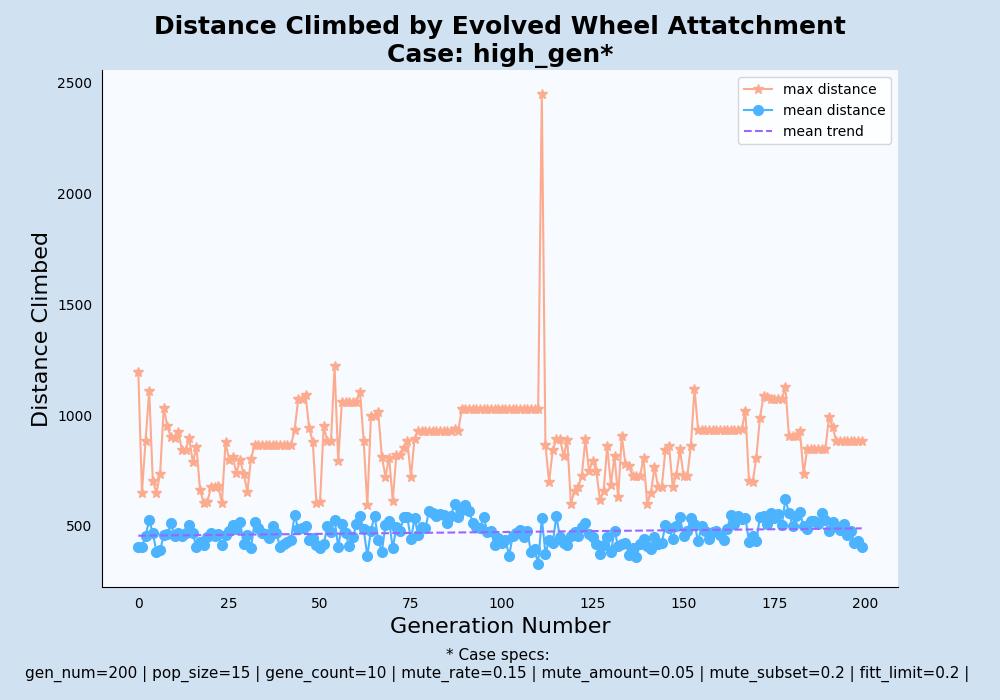 Distance Climbed by Evolved Wheel Attatchment
Case: high_gen*
2500
2000
1500
1000
500
Distance Climbed
max distance
mean distance
mean trend
0 25 50 75 100 125 150 175 200
Generation Number
* Case specs:
gen_num=200 | pop_size=15 | gene_count=10 | mute_rate=0.15 | mute_amount=0.05 | mute_subset=0.2 | fitt_limit=0.2 |